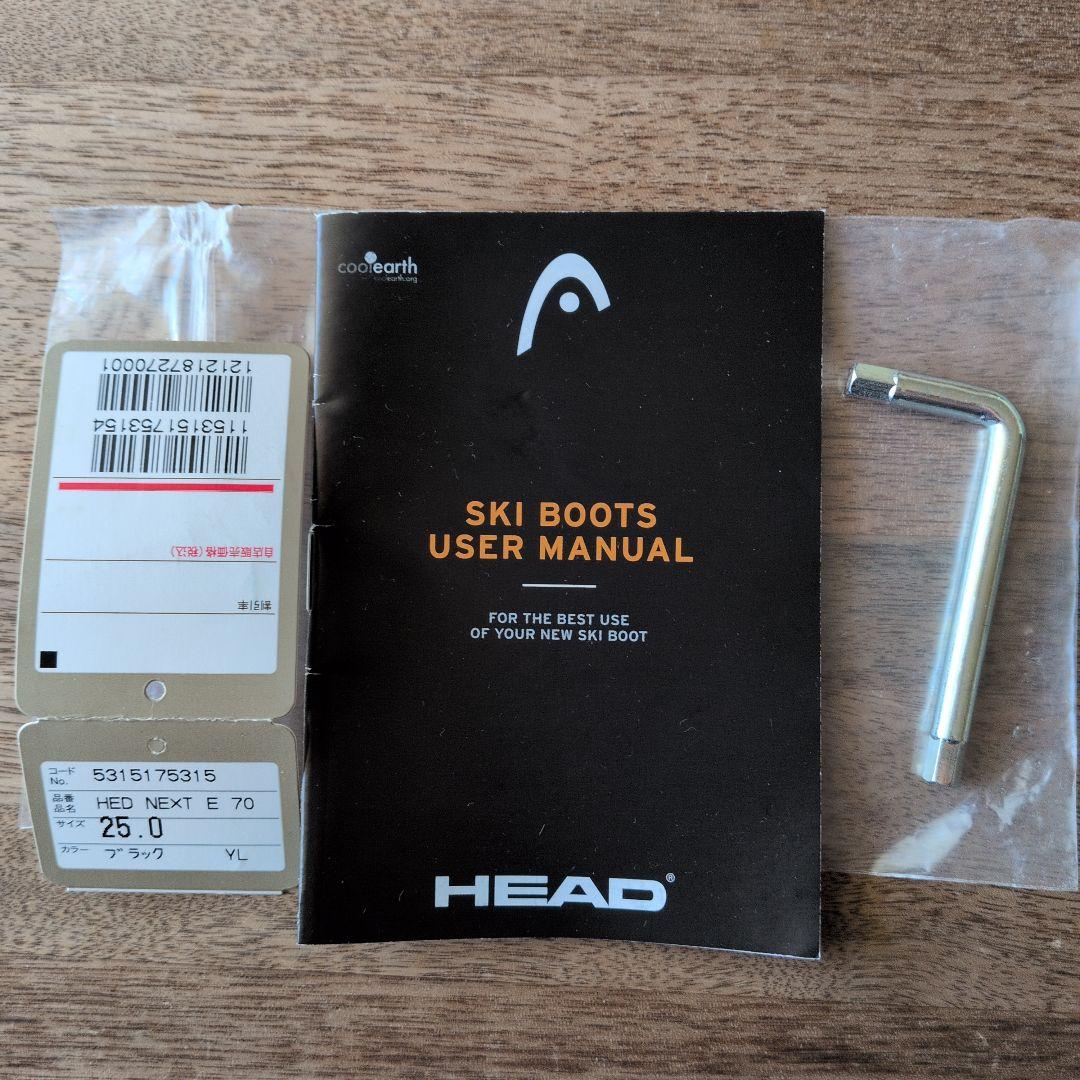 coolearth
coolearth.org
SKI BOOTS
USER MANUAL
FOR THE BEST USE
OF YOUR NEW SKI BOOT
HEAD®
割引率
自店販売価格(税込)
1153151753154
1212187270001
コード No. 5315175315
品番 品名 HED NEXT E 70
サイズ 25.0
カラー ブラック YL